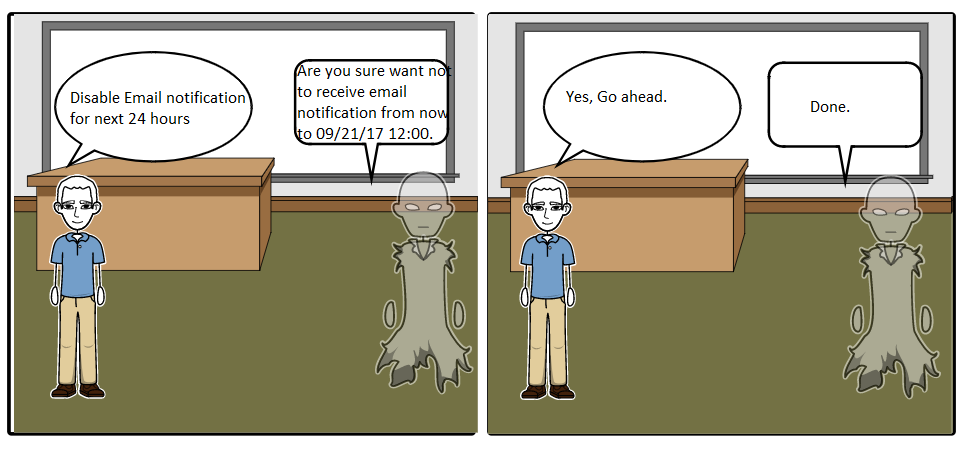 Disable Email notification
for next 24 hours
Are you sure want not
to receive email
notification from now
to 09/21/17 12:00.
Yes, Go ahead.
Done.